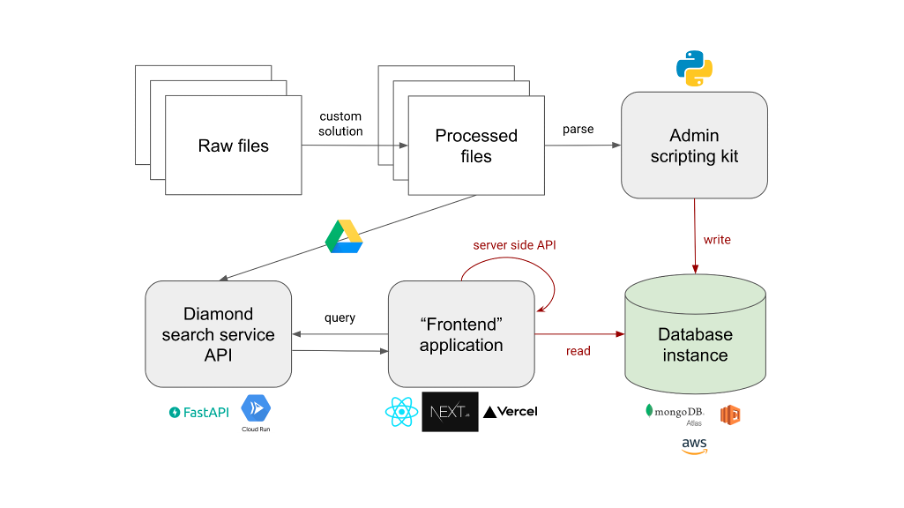 custom
solution
Raw files
Processed
files
parse
Admin
scripting kit
server side API
write
Diamond
search service
API
query
“Frontend”
application
read
Database
instance
FastAPI
Cloud Run
NEXT.JS
Vercel
mongoDB.
Atlas
aws